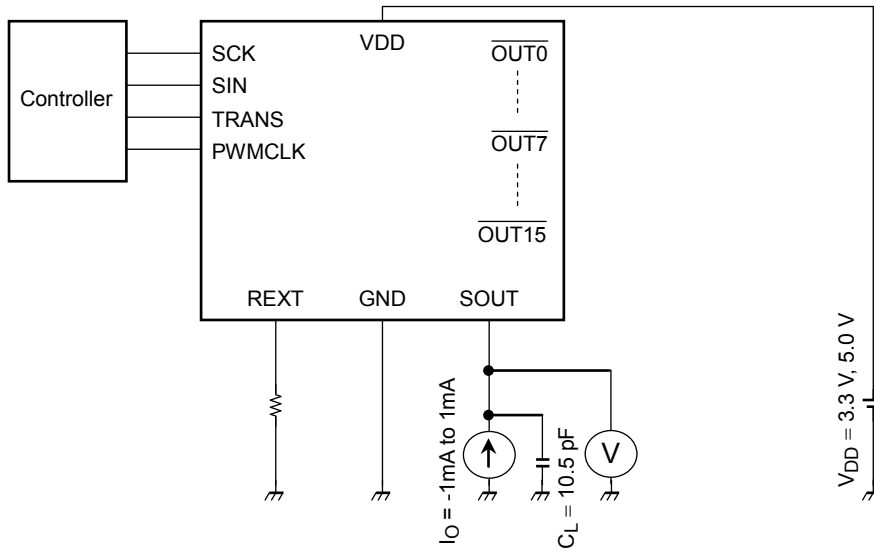 VDD
OUT0
SCK
SIN
Controller
TRANS
OUT7
PWMCLK
OUT15
REXT
GND
SOUT
IO = -1mA to 1mA
CL = 10.5 pF
V
VDD = 3.3 V, 5.0 V